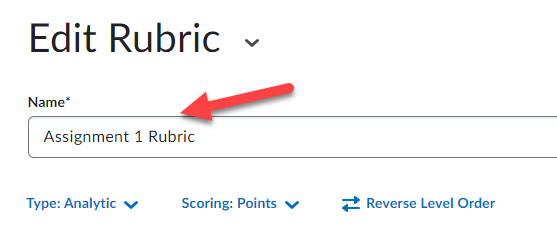 Edit Rubric
Name*
Assignment 1 Rubric
Type: Analytic Scoring: Points Reverse Level Order